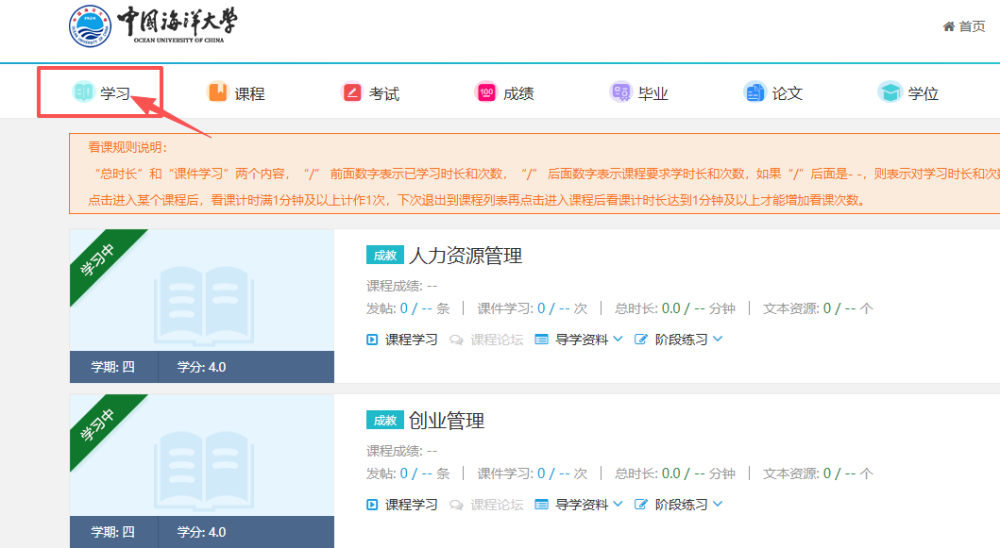 中国海洋大學
OCEAN UNIVERSITY OF CHINA
首页
学习 课程 考试 100 成绩 毕业 论文 学位
看课规则说明:
“总时长”和“课件学习”两个内容，“/” 前面数字表示已学习时长和次数，“/” 后面数字表示课程要求学时长和次数，如果“/”后面是- -，则表示对学习时长和次数
点击进入某个课程后，看课计时满1分钟及以上计作1次，下次退出到课程列表再点击进入课程后看课计时长达到1分钟及以上才能增加看课次数。
学习中
成教 人力资源管理
课程成绩: --
发帖: 0 / -- 条 | 课件学习: 0 / -- 次 | 总时长: 0.0 / -- 分钟 | 文本资源: 0 / -- 个
课程学习 课程论坛 导学资料 阶段练习
学期: 四 学分: 4.0
学习中
成教 创业管理
课程成绩: --
发帖: 0 / -- 条 | 课件学习: 0 / -- 次 | 总时长: 0.0 / -- 分钟 | 文本资源: 0 / -- 个
课程学习 课程论坛 导学资料 阶段练习
学期: 四 学分: 4.0